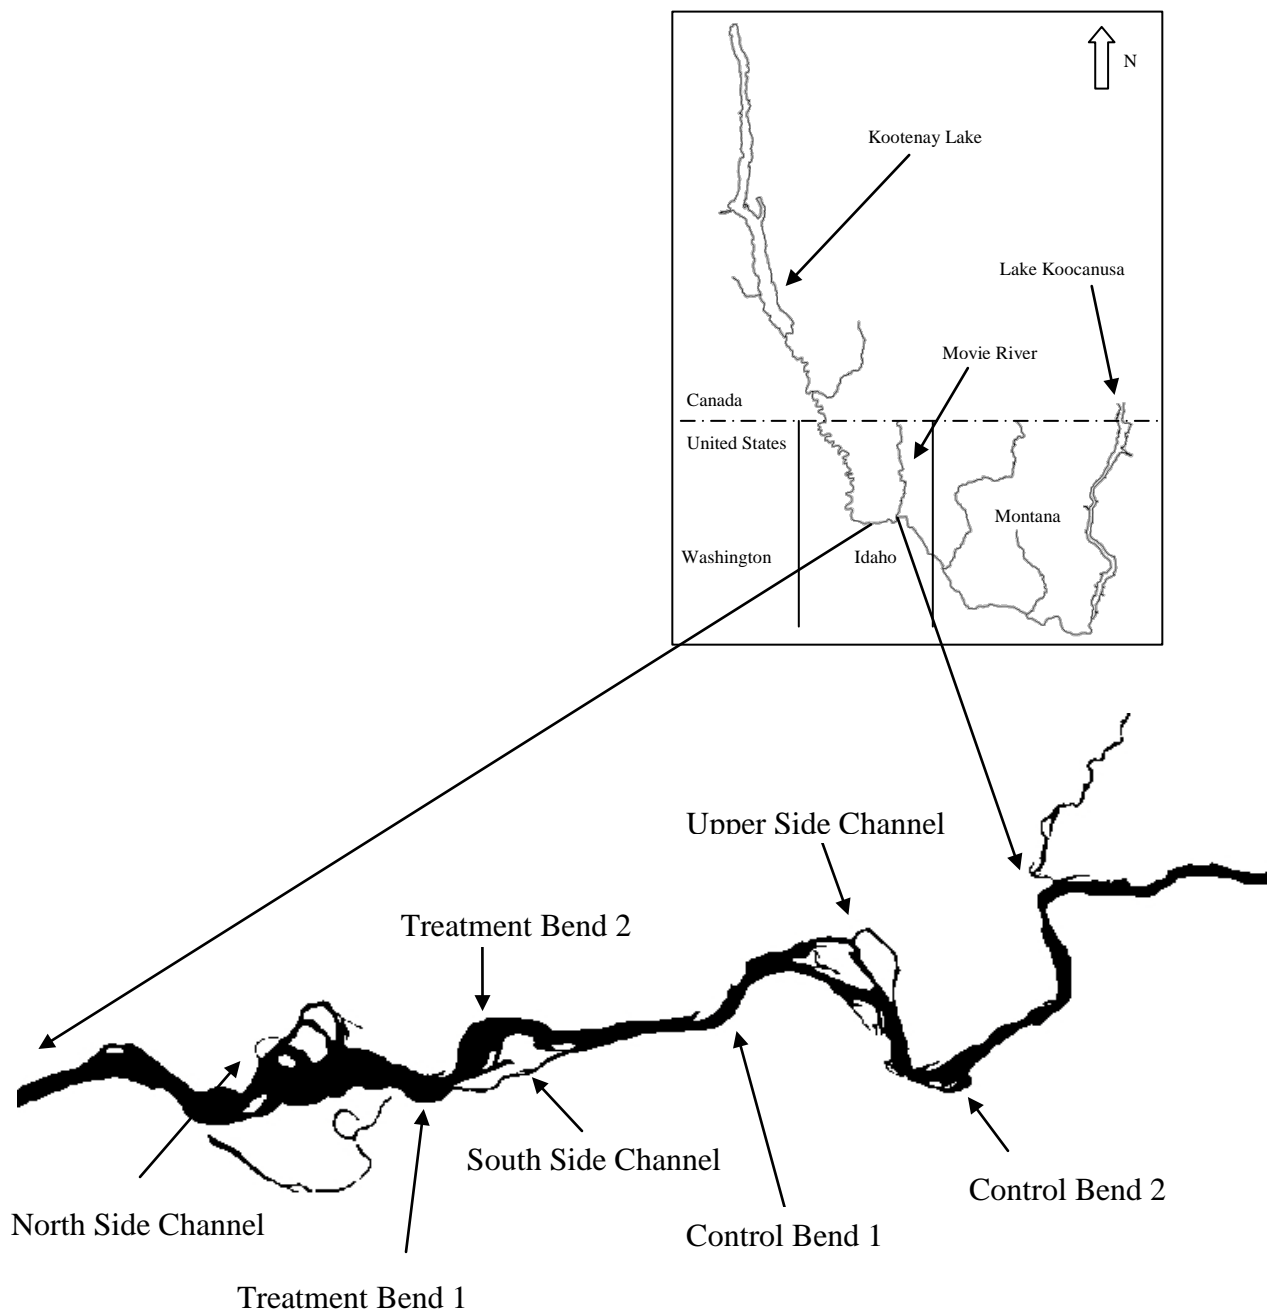 N
Kootenay Lake
Lake Koocanusa
Movie River
Canada
United States
Montana
Washington
Idaho
Upper Side Channel
Treatment Bend 2
South Side Channel
Control Bend 2
North Side Channel
Control Bend 1
Treatment Bend 1